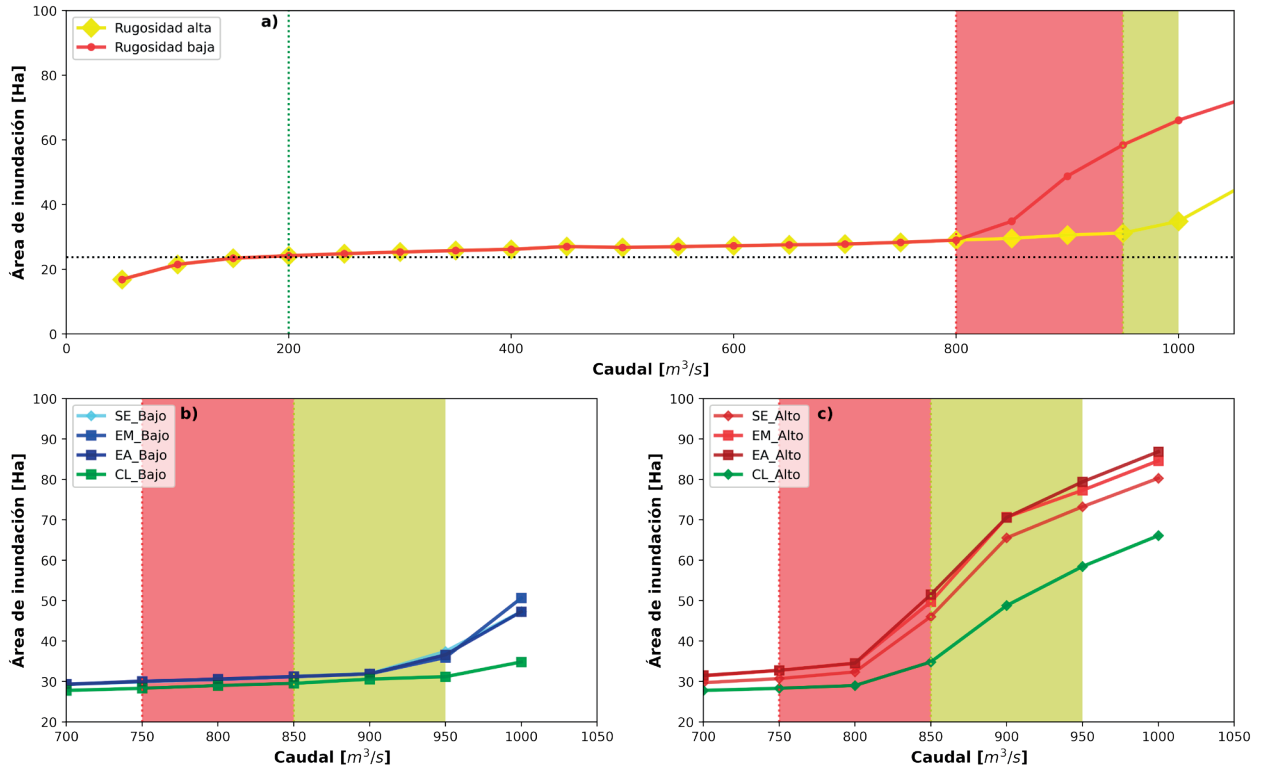 a)
Rugosidad alta
Rugosidad baja
Área de inundación [Ha]
100
80
60
40
20
0
0 200 400 600 800 1000
Caudal [m³/s]
b)
SE_Bajo
EM_Bajo
EA_Bajo
CL_Bajo
Área de inundación [Ha]
100
90
80
70
60
50
40
30
20
700 750 800 850 900 950 1000 1050
Caudal [m³/s]
c)
SE_Alto
EM_Alto
EA_Alto
CL_Alto
Área de inundación [Ha]
100
90
80
70
60
50
40
30
20
700 750 800 850 900 950 1000 1050
Caudal [m³/s]